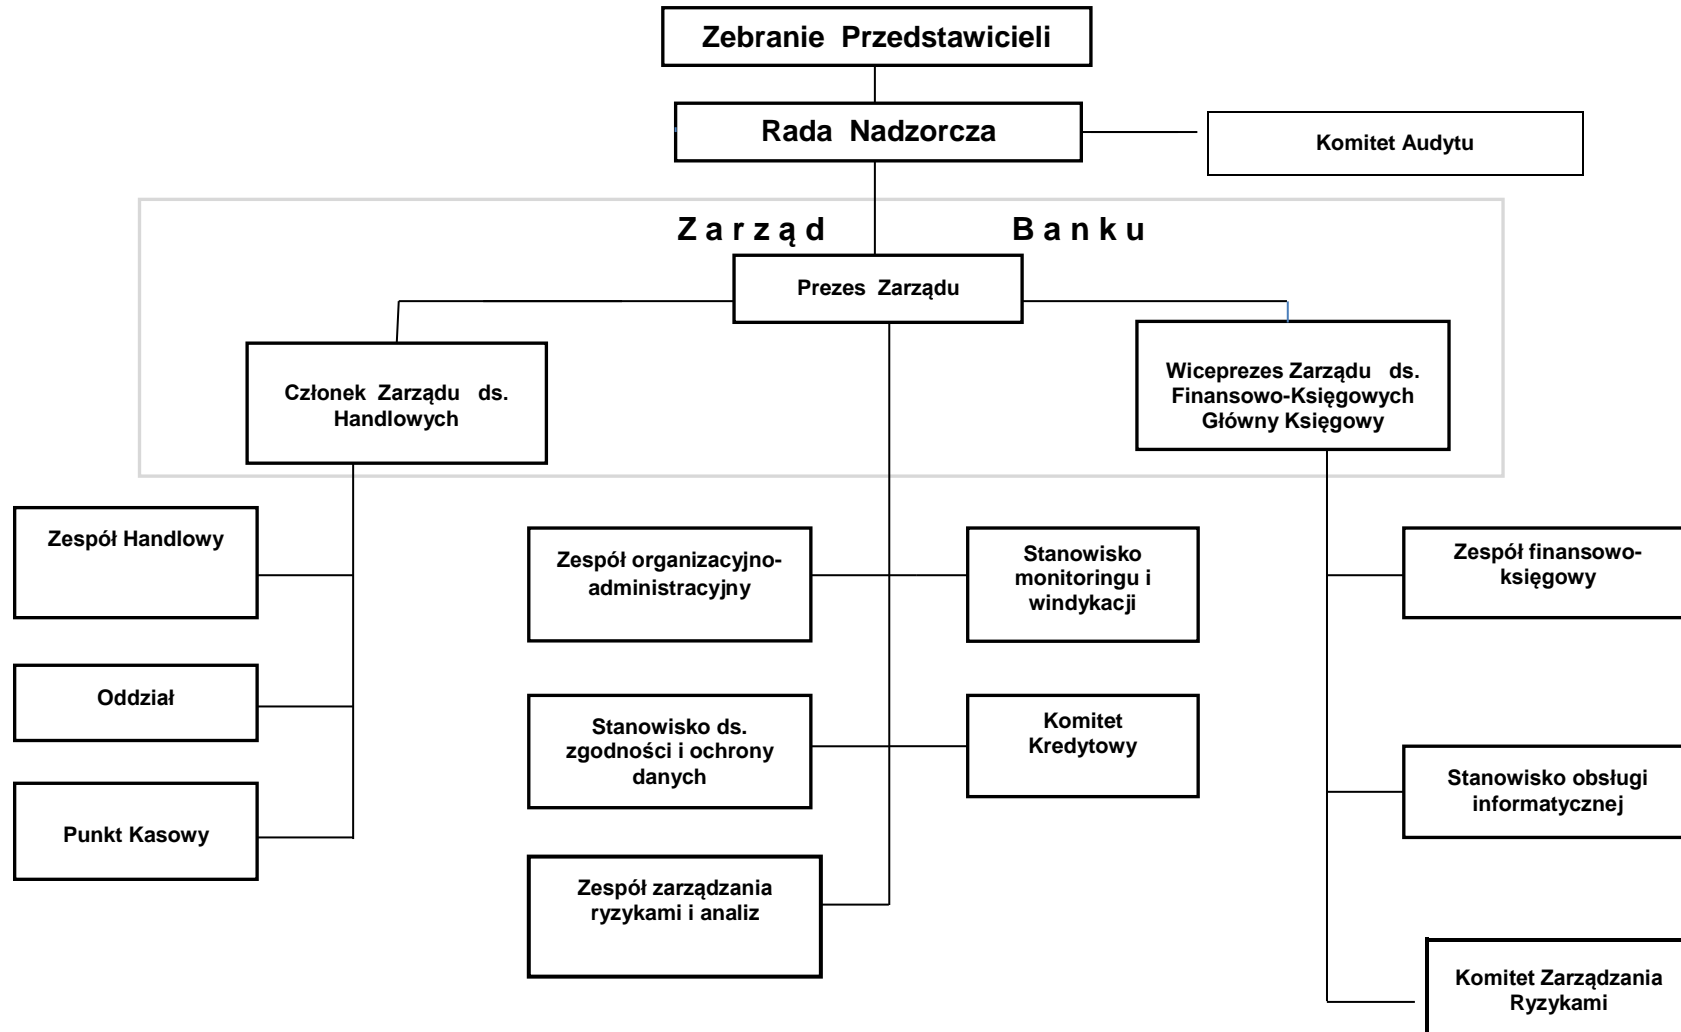 Zebranie Przedstawicieli
Rada Nadzorcza
Komitet Audytu
Zarząd Banku
Prezes Zarządu
Członek Zarządu ds.
Handlowych
Wiceprezes Zarządu ds.
Finansowo-Księgowych
Główny Księgowy
Zespół Handlowy
Oddział
Punkt Kasowy
Zespół organizacyjno-
administracyjny
Stanowisko
monitoringu i
windykacji
Stanowisko ds.
zgodności i ochrony
danych
Komitet
Kredytowy
Zespół zarządzania
ryzykami i analiz
Zespół finansowo-
księgowy
Stanowisko obsługi
informatycznej
Komitet Zarządzania
Ryzykami